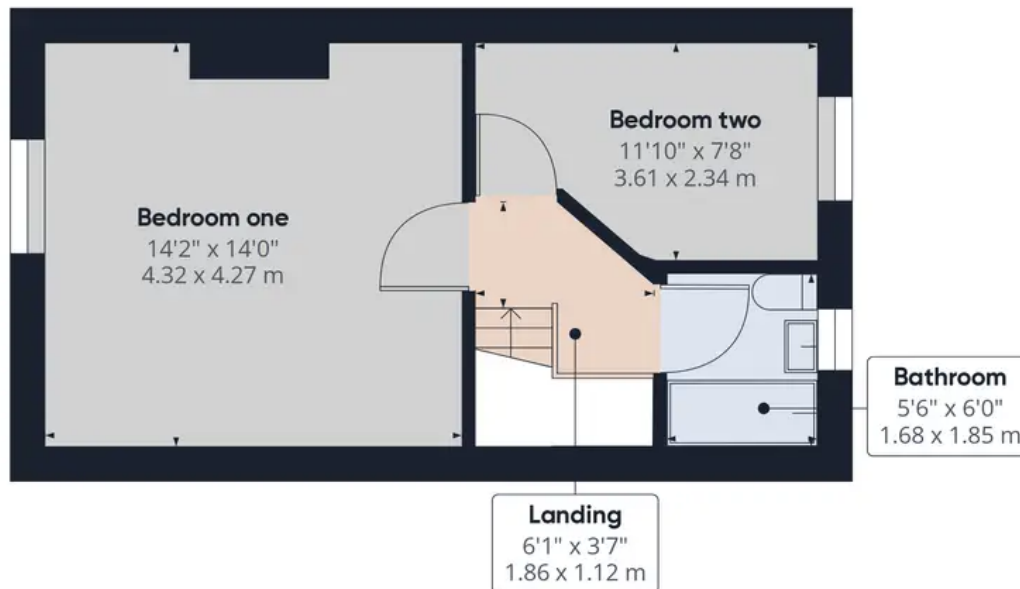 Bedroom one
14'2" x 14'0"
4.32 x 4.27 m
Bedroom two
11'10" x 7'8"
3.61 x 2.34 m
Bathroom
5'6" x 6'0"
1.68 x 1.85 m
Landing
6'1" x 3'7"
1.86 x 1.12 m